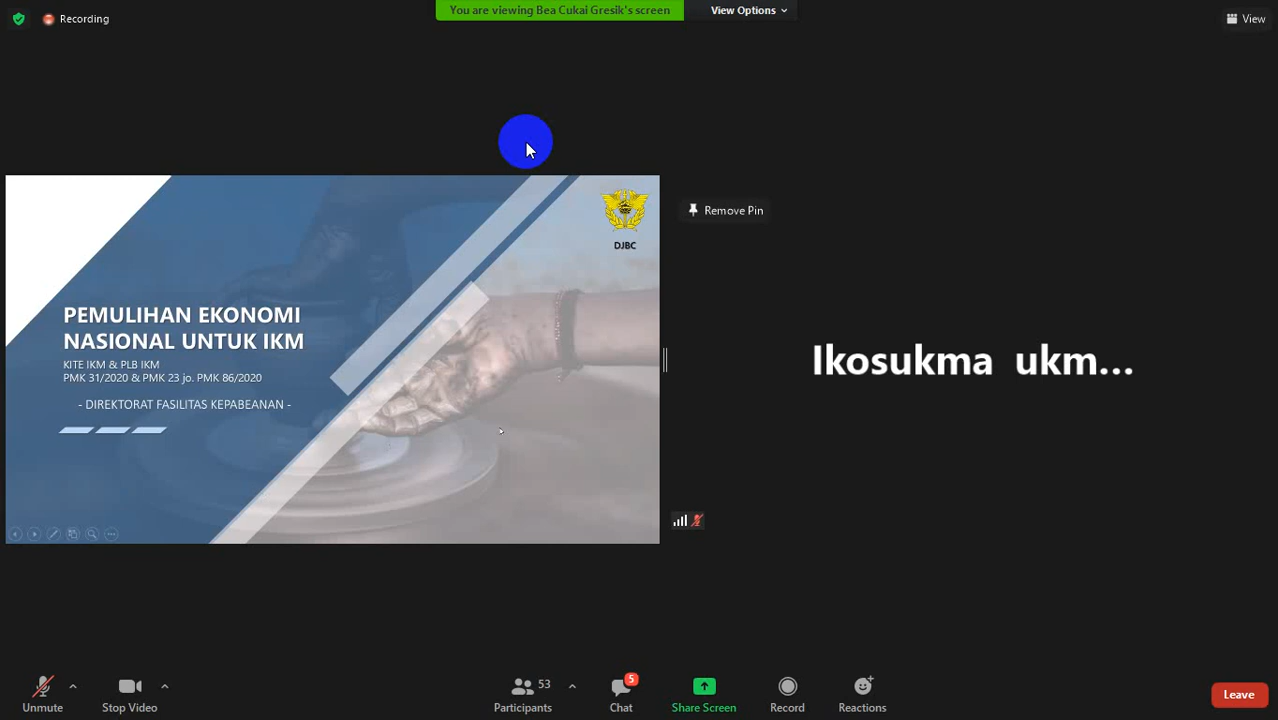 Recording
You are viewing Bea Cukai Gresik's screen
View Options
View
DJBC
Remove Pin
PEMULIHAN EKONOMI
NASIONAL UNTUK IKM
KITE IKM & PLB IKM
PMK 31/2020 & PMK 23 jo. PMK 86/2020
- DIREKTORAT FASILITAS KEPABEANAN -
Ikosukma ukm...
Unmute
Stop Video
53
Participants
5
Chat
Share Screen
Record
Reactions
Leave